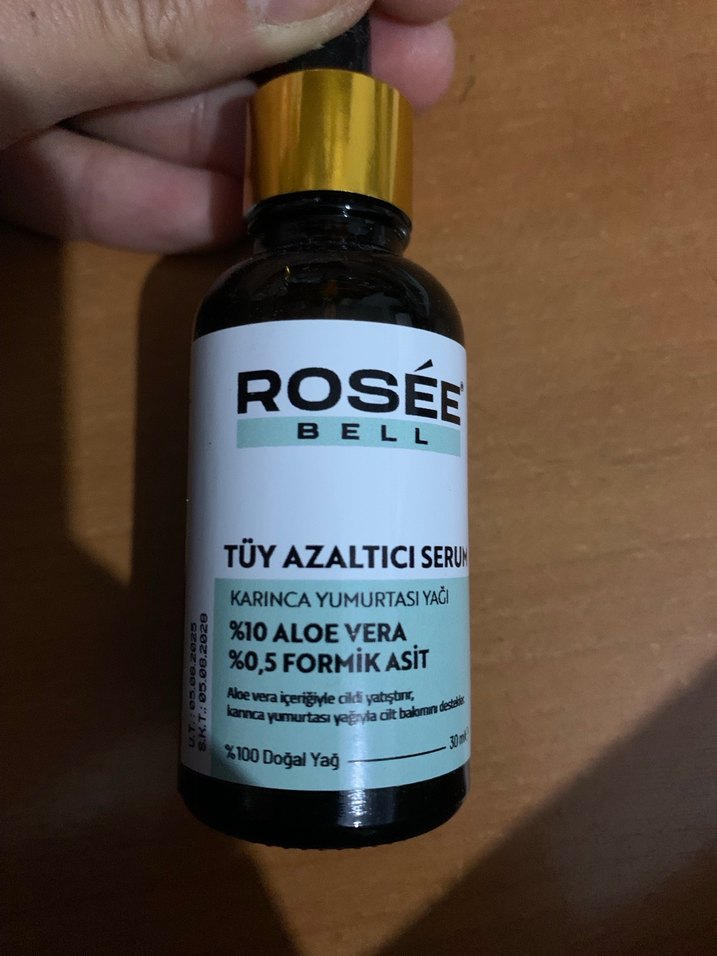 ROSÉE®
BELL
TÜY AZALTICI SERUM
KARINCA YUMURTASI YAĞI
%10 ALOE VERA
%0,5 FORMİK ASİT
Aloe vera içeriğiyle cildi yatıştırır,
karınca yumurtası yağıyla cilt bakımını destekler.
%100 Doğal Yağ
30 ml
Ü.T.: 05.08.2025
S.K.T.: 05.08.2028